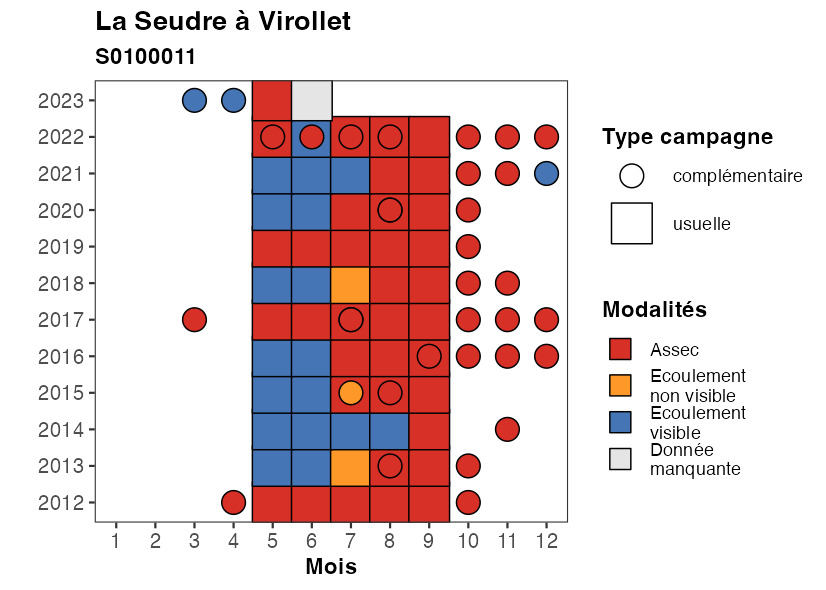 La Seudre à Virollet
S0100011
2023
2022
2021
2020
2019
2018
2017
2016
2015
2014
2013
2012
1 2 3 4 5 6 7 8 9 10 11 12
Mois
Type campagne
complémentaire
usuelle
Modalités
Assec
Ecoulement
non visible
Ecoulement
visible
Donnée
manquante